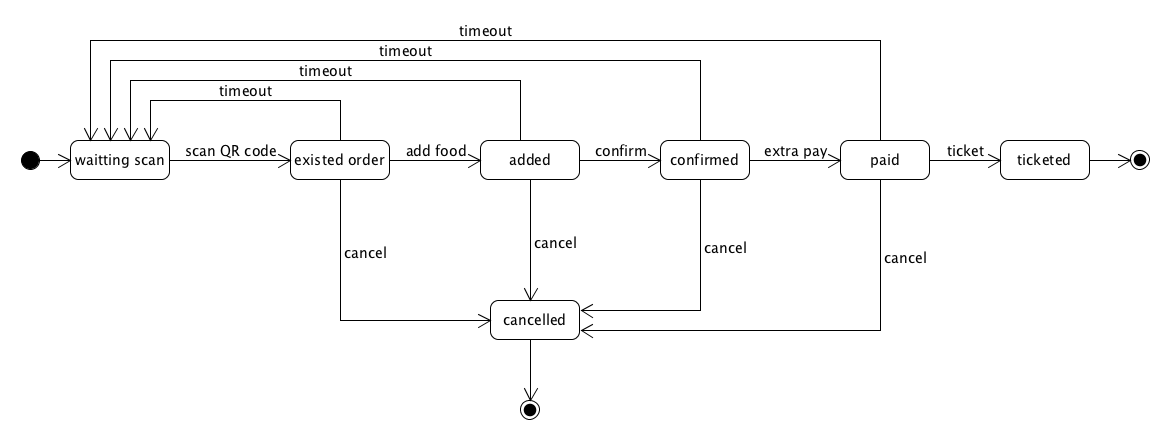 timeout
timeout
timeout
timeout
waitting scan
scan QR code
existed order
add food
added
confirm
confirmed
extra pay
paid
ticket
ticketed
cancel
cancel
cancel
cancel
cancelled